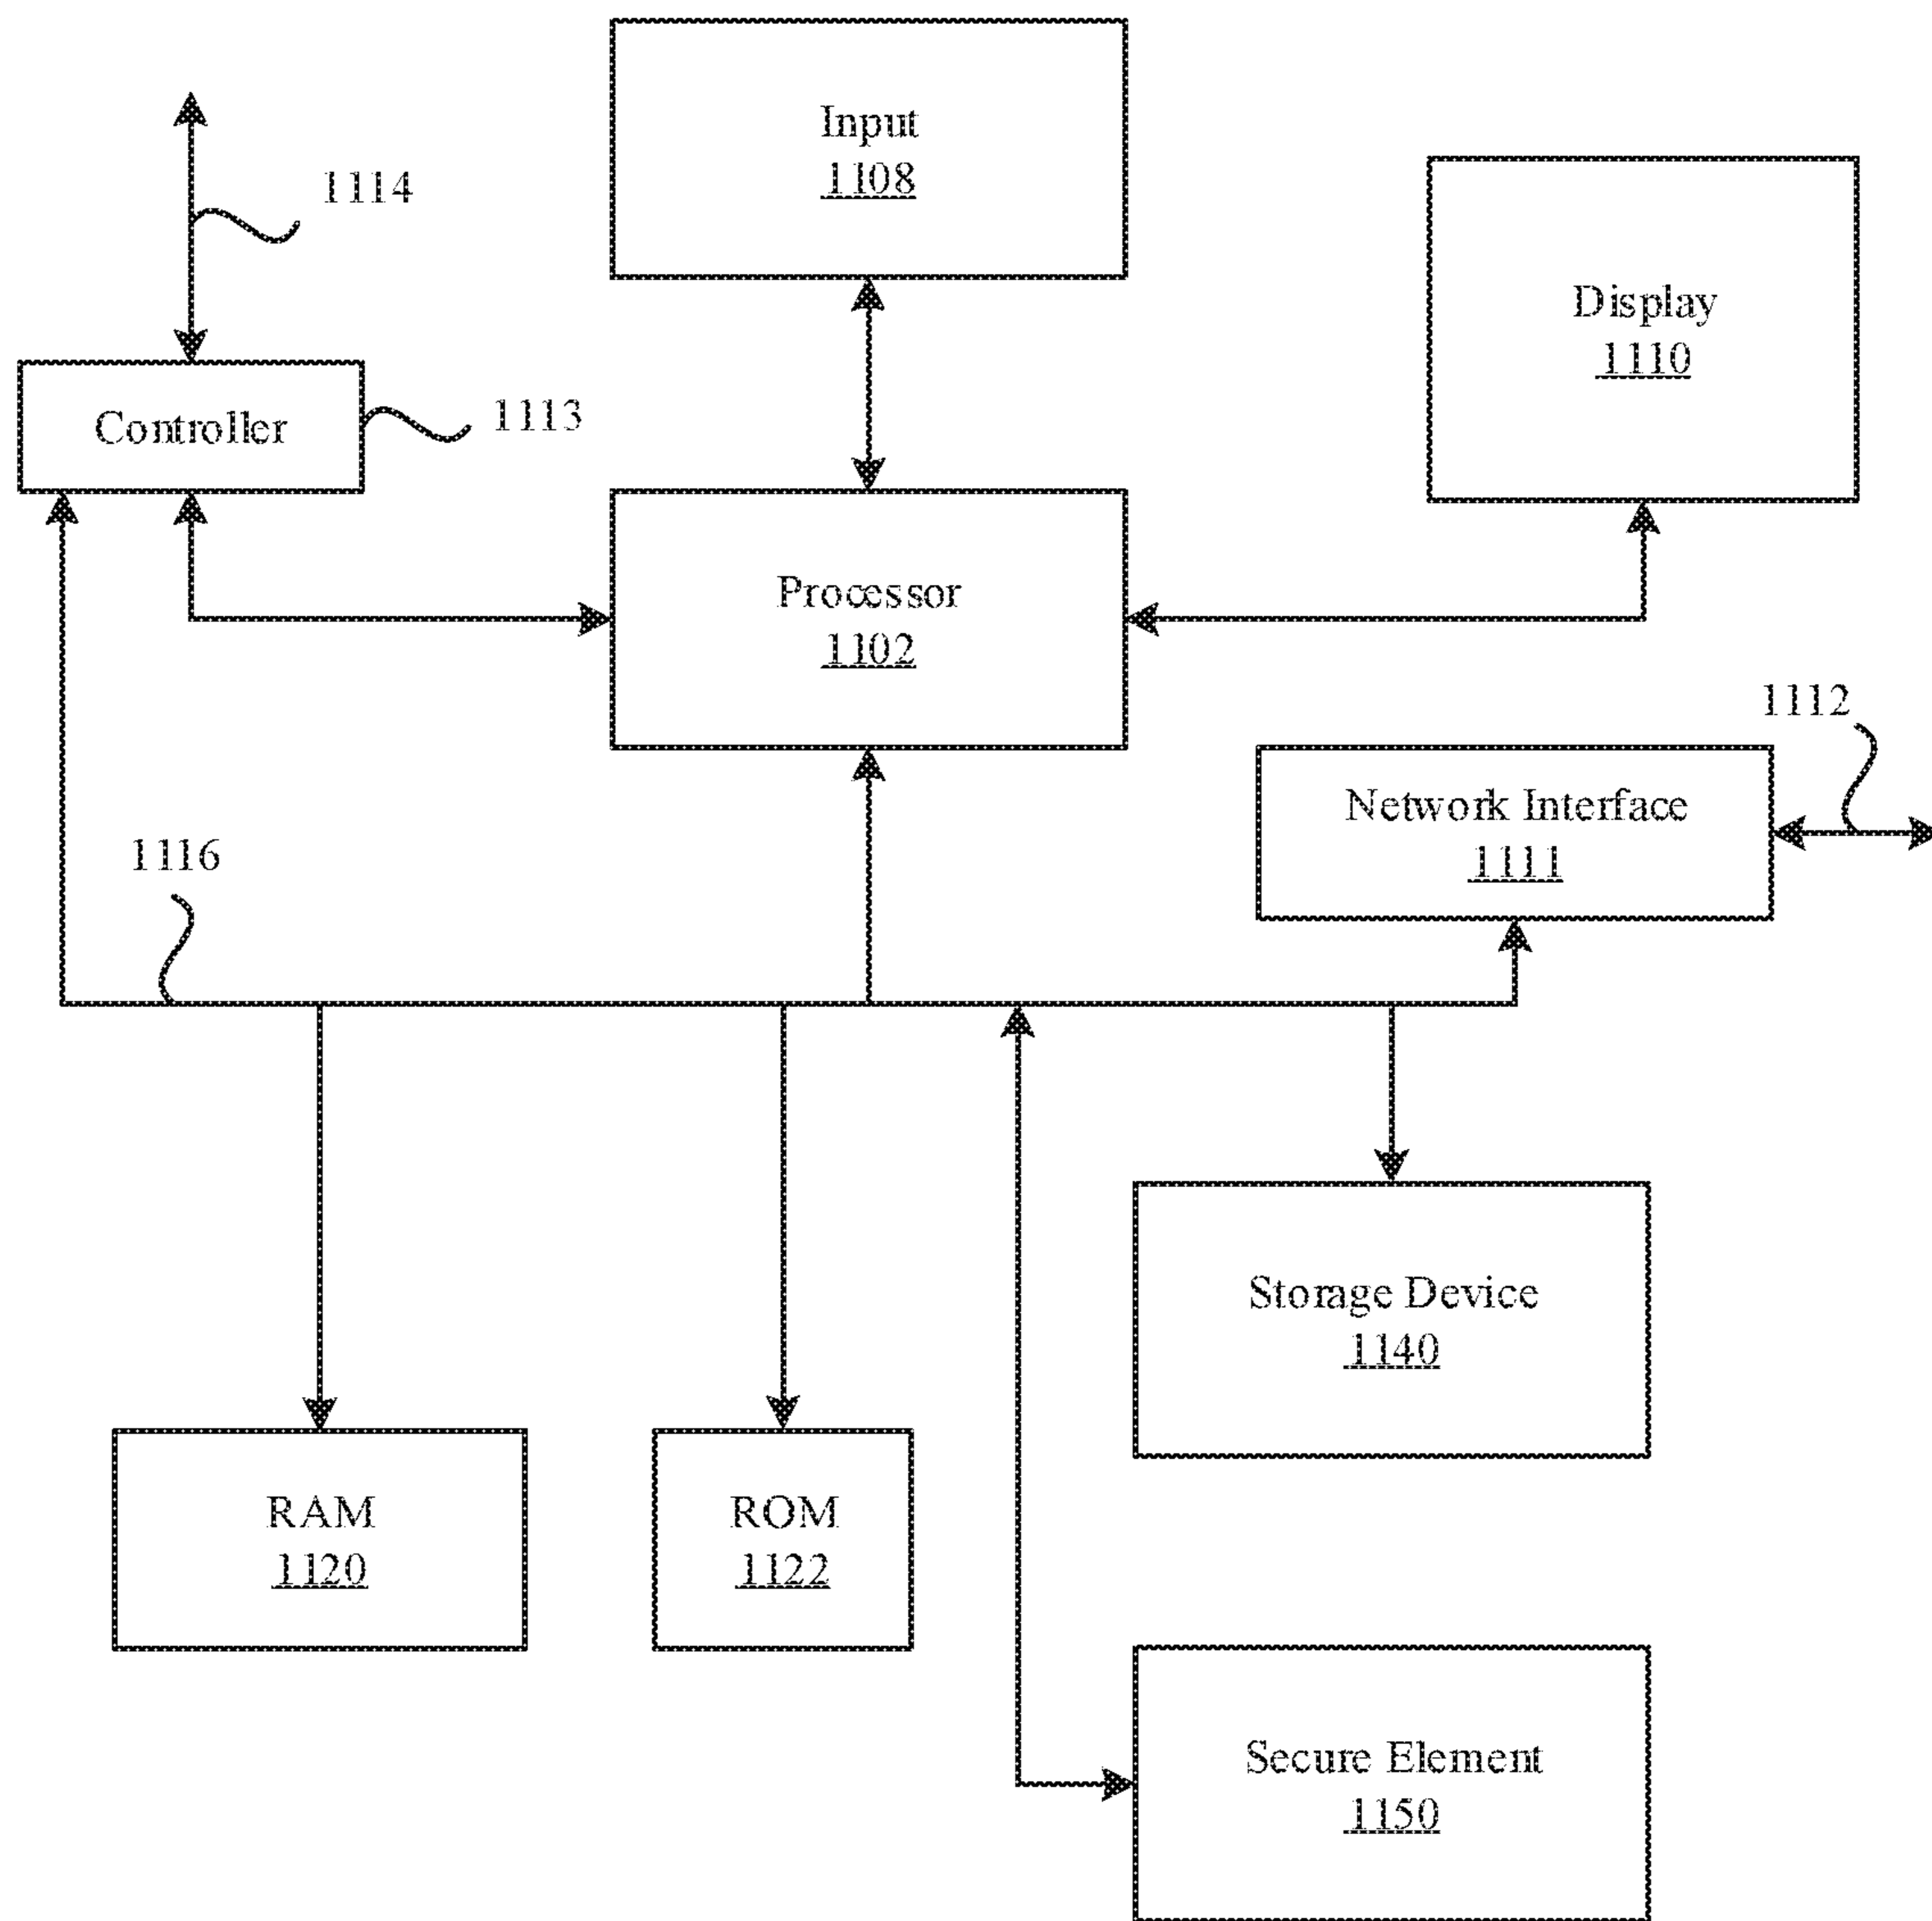 Input
1108
1114
Display
1110
Controller
1113
Processor
1102
1112
Network Interface
1111
1116
Storage Device
1140
RAM
1120
ROM
1122
Secure Element
1150